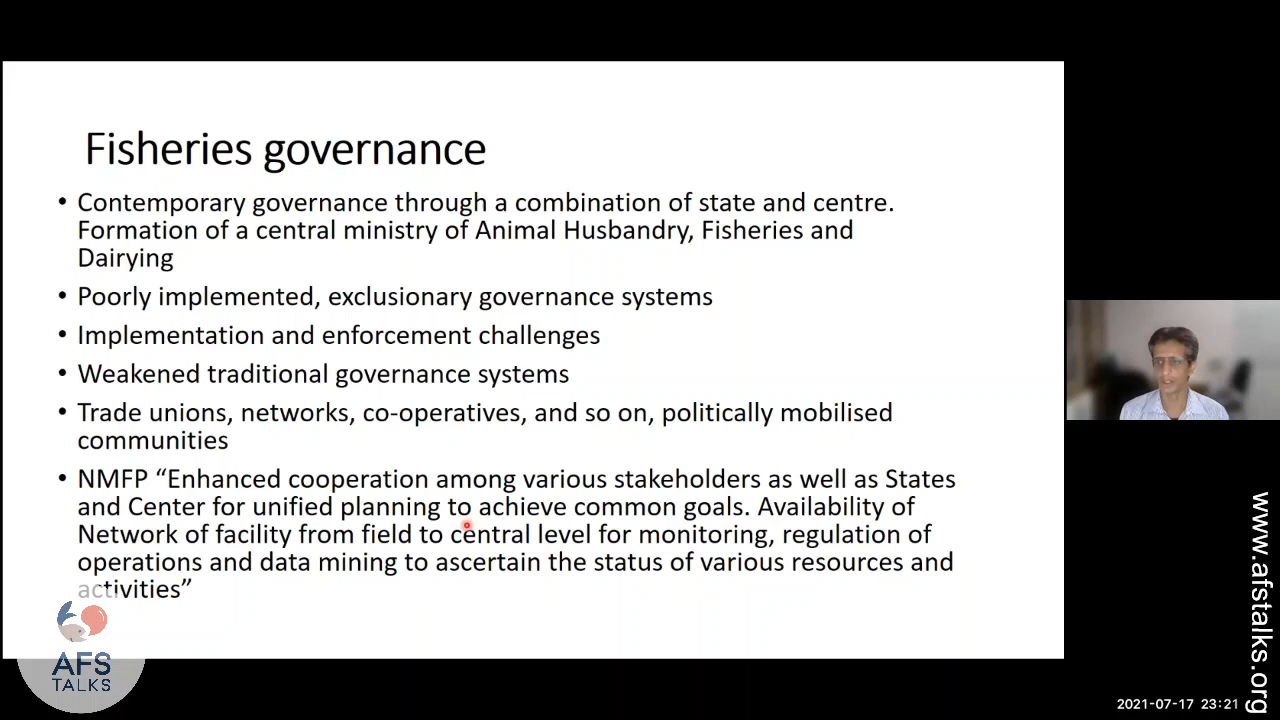 Fisheries governance
• Contemporary governance through a combination of state and centre.
Formation of a central ministry of Animal Husbandry, Fisheries and
Dairying
• Poorly implemented, exclusionary governance systems
• Implementation and enforcement challenges
• Weakened traditional governance systems
• Trade unions, networks, co-operatives, and so on, politically mobilised
communities
• NMFP “Enhanced cooperation among various stakeholders as well as States
and Center for unified planning to achieve common goals. Availability of
Network of facility from field to central level for monitoring, regulation of
operations and data mining to ascertain the status of various resources and
activities”
AFS
TALKS
www.afstalks.org
2021-07-17 23:21